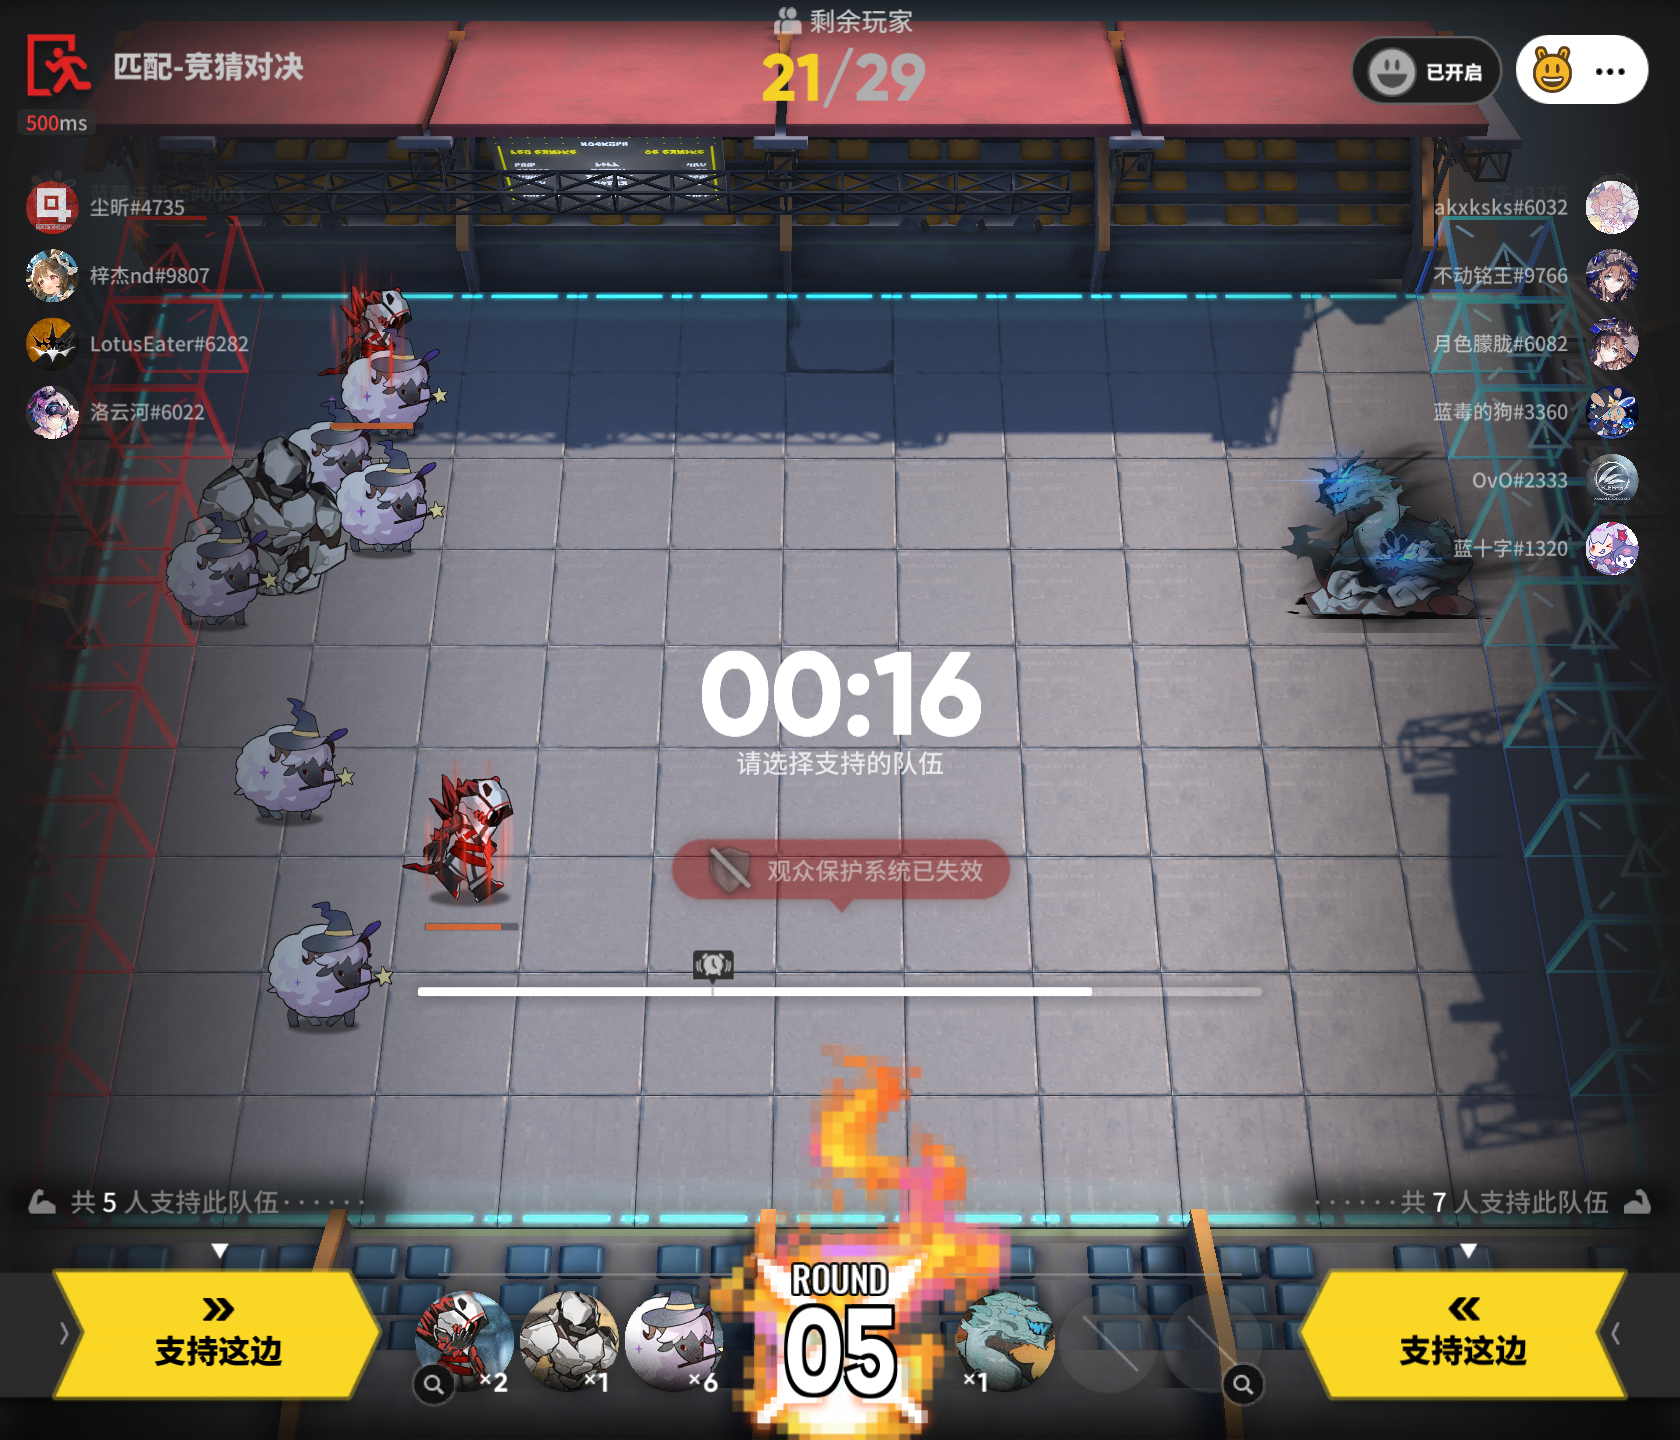 剩余玩家
21/29
匹配-竞猜对决
500ms
已开启
尘昕#4735
梓杰nd#9807
LotusEater#6282
洛云河#6022
akxksks#6032
不动铭王#9766
月色朦胧#6082
蓝毒的狗#3360
OvO#2333
蓝十字#1320
00:16
请选择支持的队伍
观众保护系统已失效
共 5 人支持此队伍
共 7 人支持此队伍
支持这边
×2
×1
×6
ROUND
05
×1
支持这边